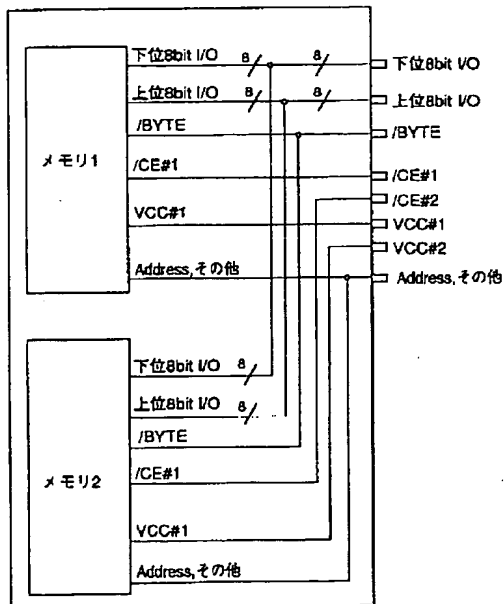 下位8bit I/O 8 8 下位8bit I/O
上位8bit I/O 8 8 上位8bit I/O
/BYTE /BYTE
メモリ1
/CE#1 /CE#1
/CE#2
VCC#1 VCC#1
VCC#2
Address,その他 Address,その他
下位8bit I/O 8
上位8bit I/O 8
/BYTE
メモリ2
/CE#1
VCC#1
Address,その他